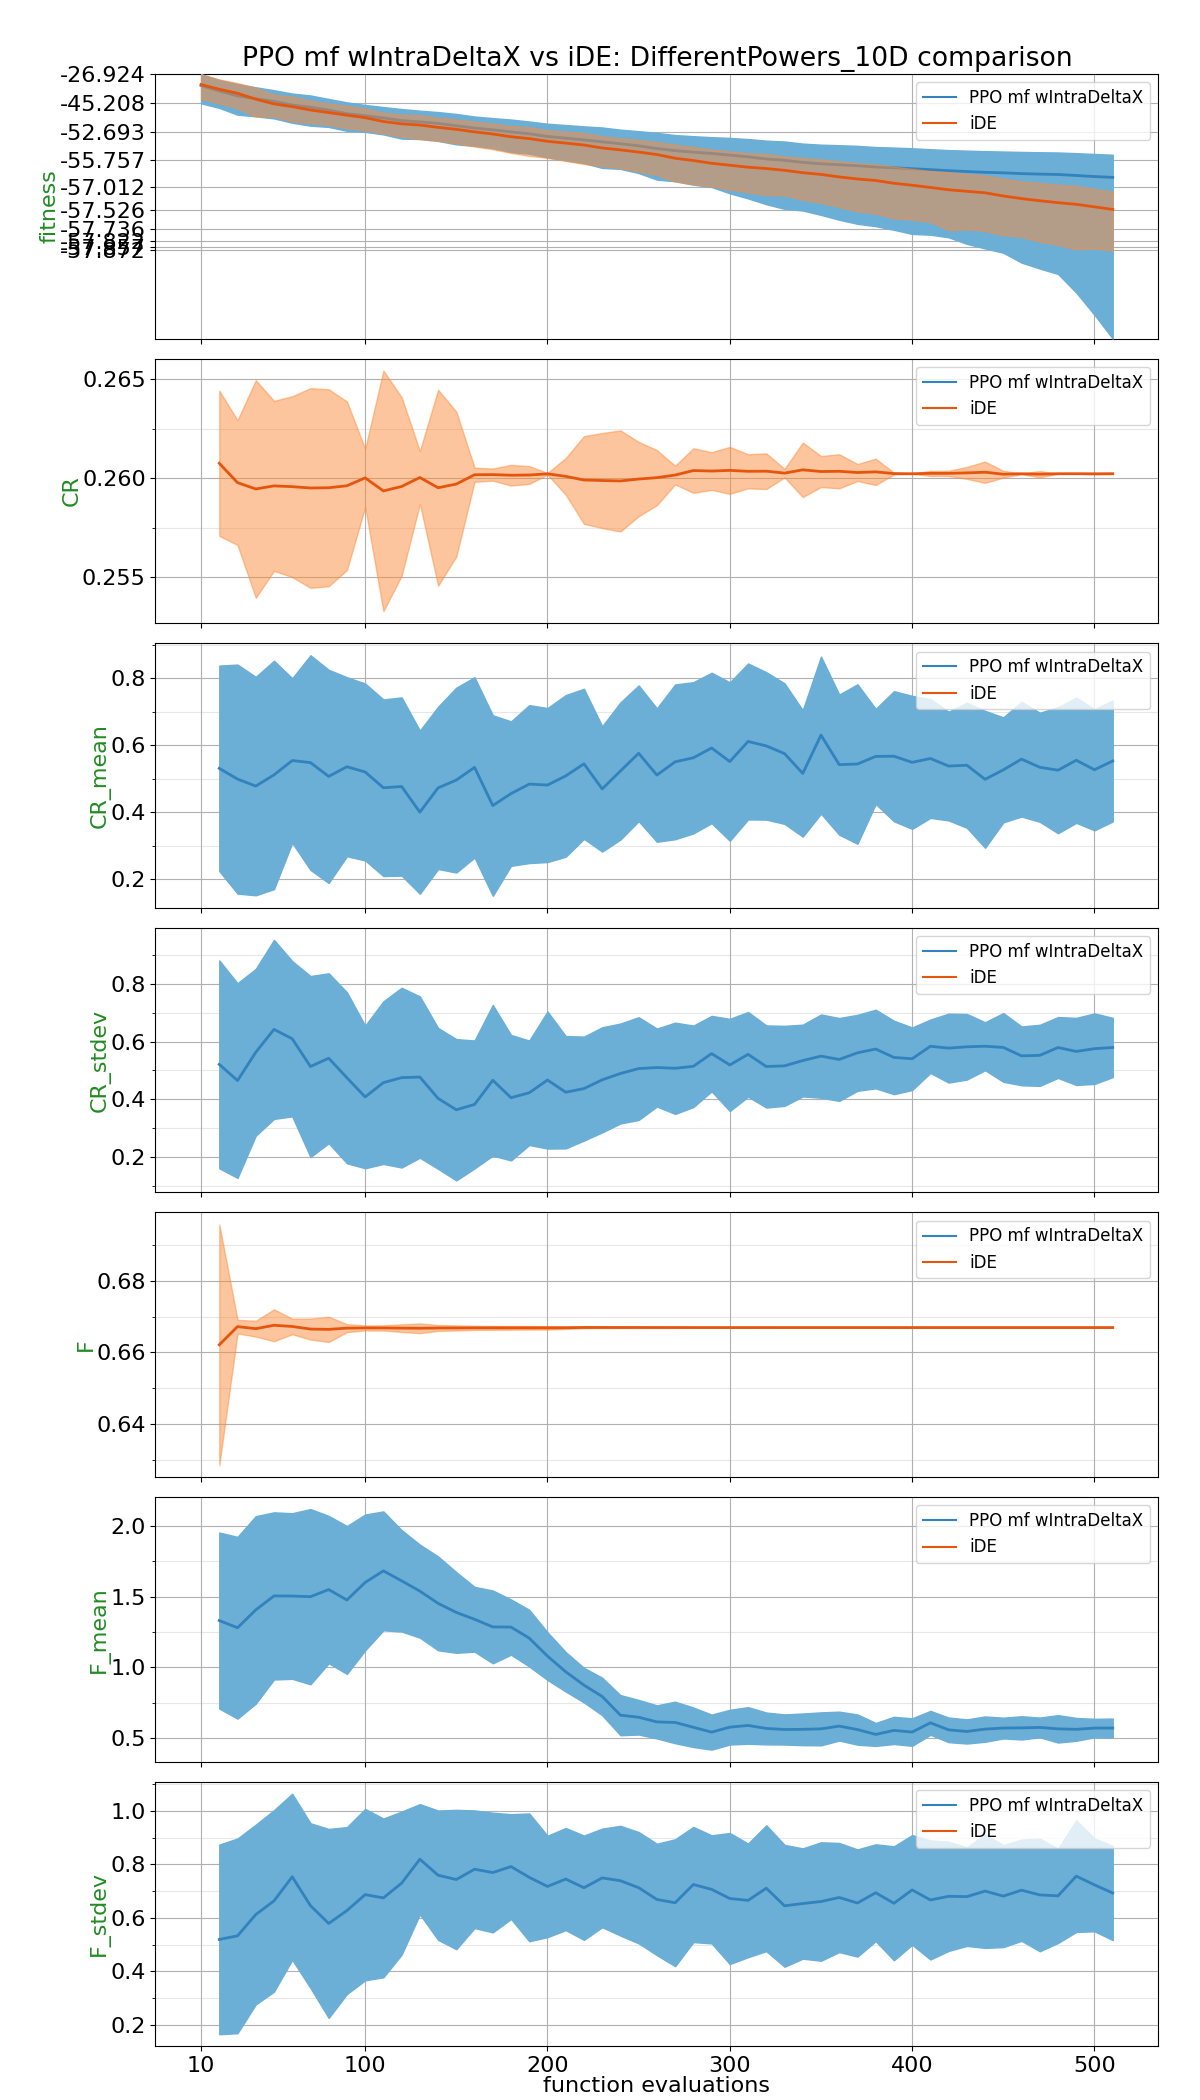 PPO mf wIntraDeltaX vs iDE: DifferentPowers_10D comparison
-26.924
-45.208
-52.693
-55.757
-57.012
-57.526
-57.736
-57.872
fitness
PPO mf wIntraDeltaX
iDE
0.265
0.260
0.255
CR
PPO mf wIntraDeltaX
iDE
0.8
0.6
0.4
0.2
CR_mean
PPO mf wIntraDeltaX
iDE
0.8
0.6
0.4
0.2
CR_stdev
PPO mf wIntraDeltaX
iDE
0.68
0.66
0.64
F
PPO mf wIntraDeltaX
iDE
2.0
1.5
1.0
0.5
F_mean
PPO mf wIntraDeltaX
iDE
1.0
0.8
0.6
0.4
0.2
F_stdev
PPO mf wIntraDeltaX
iDE
10 100 200 300 400 500
function evaluations